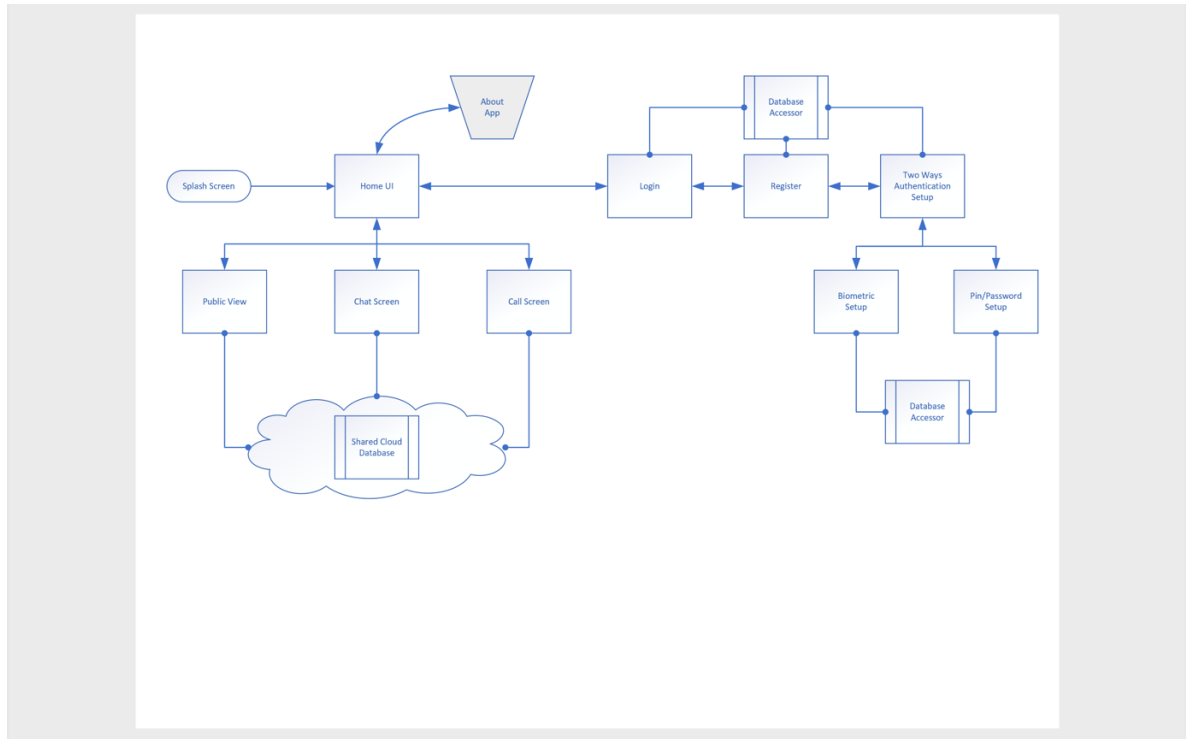 About
App
Database
Accessor
Splash Screen
Home UI
Login
Register
Two Ways
Authentication
Setup
Public View
Chat Screen
Call Screen
Biometric
Setup
Pin/Password
Setup
Database
Accessor
Shared Cloud
Database